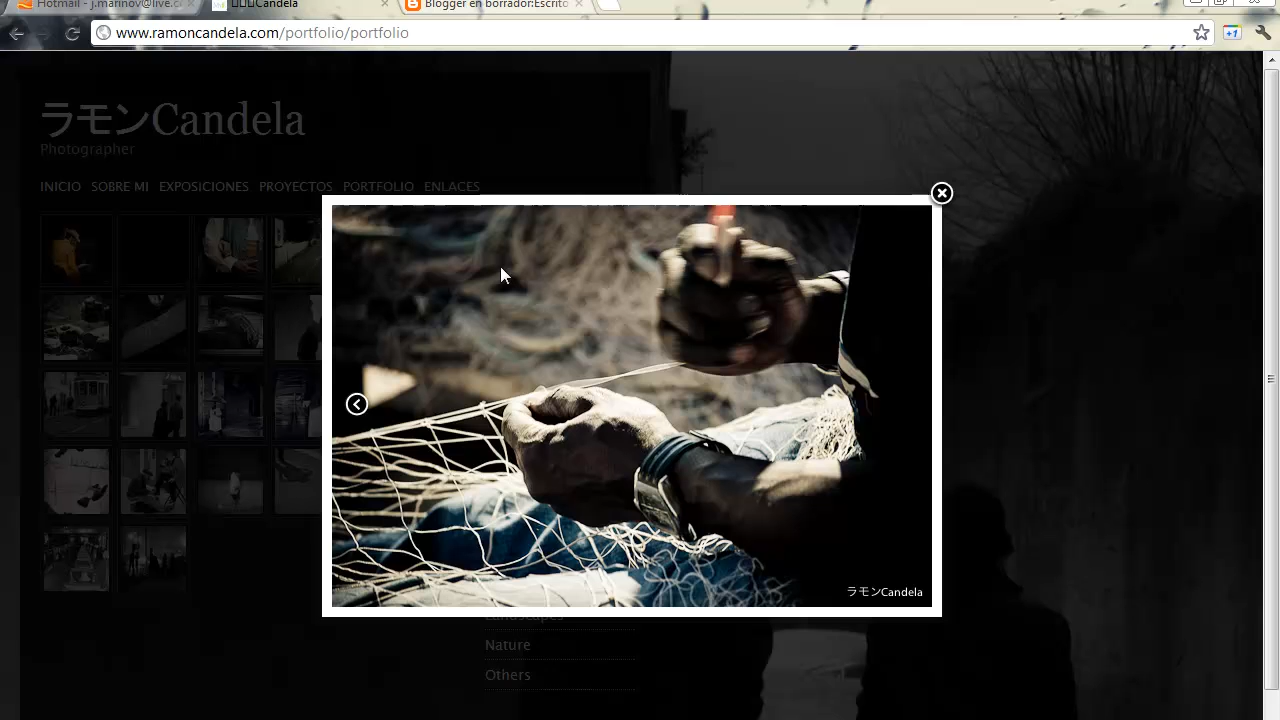 Hotmail - j.marinov@live.c
Candela
Blogger en borrador:Escrito
www.ramoncandela.com/portfolio/portfolio
+1
ラモンCandela
Photographer
INICIO SOBRE MI EXPOSICIONES PROYECTOS PORTFOLIO ENLACES
ラモンCandela
Landscapes
Nature
Others